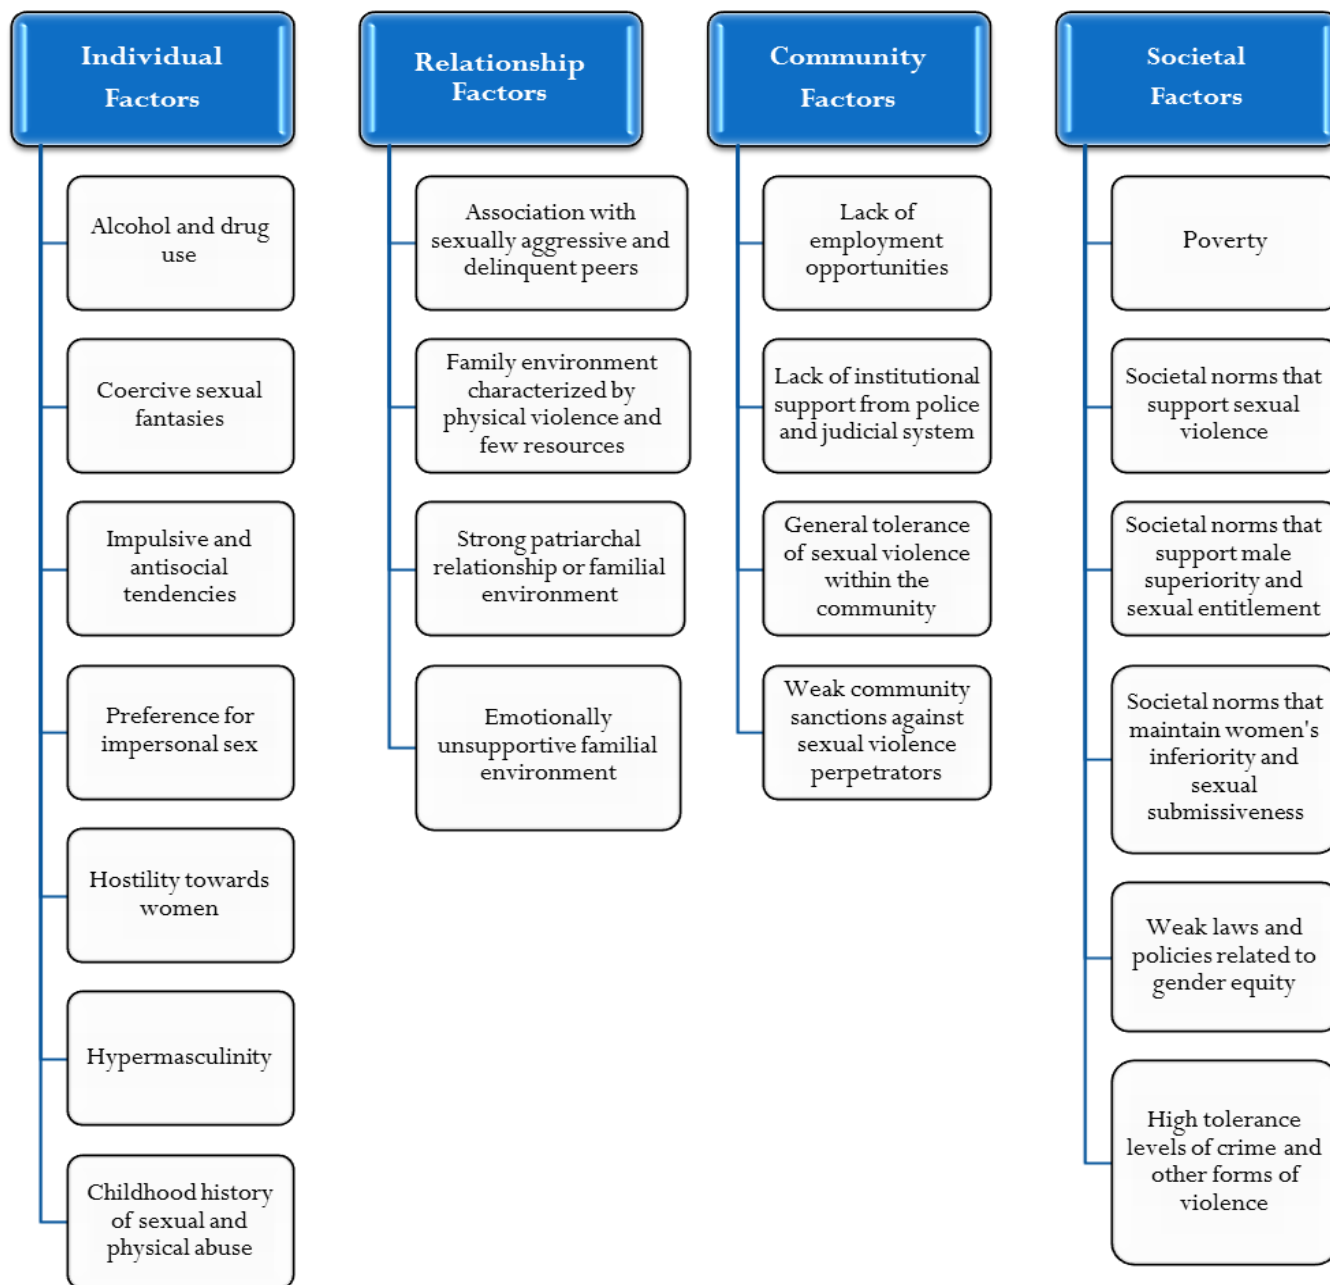 Individual
Factors
Alcohol and drug
use
Coercive sexual
fantasies
Impulsive and
antisocial
tendencies
Preference for
impersonal sex
Hostility towards
women
Hypermasculinity
Childhood history
of sexual and
physical abuse
Relationship
Factors
Association with
sexually aggressive and
delinquent peers
Family environment
characterized by
physical violence and
few resources
Strong patriarchal
relationship or familial
environment
Emotionally
unsupportive familial
environment
Community
Factors
Lack of
employment
opportunities
Lack of institutional
support from police
and judicial system
General tolerance
of sexual violence
within the
community
Weak community
sanctions against
sexual violence
perpetrators
Societal
Factors
Poverty
Societal norms that
support sexual
violence
Societal norms that
support male
superiority and
sexual entitlement
Societal norms that
maintain women's
inferiority and
sexual
submissiveness
Weak laws and
policies related to
gender equity
High tolerance
levels of crime and
other forms of
violence